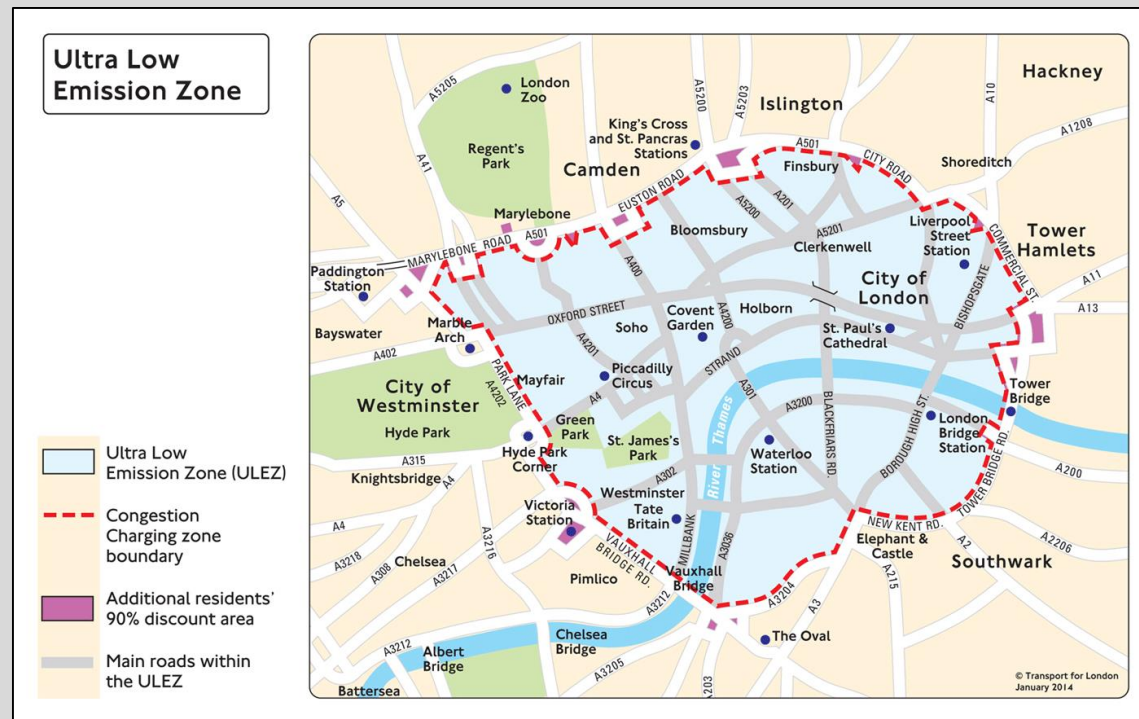 Ultra Low
Emission Zone
Ultra Low
Emission Zone (ULEZ)
Congestion
Charging zone
boundary
Additional residents'
90% discount area
Main roads within
the ULEZ
A5205
London
Zoo
A5200
A5203
Islington
A10
Hackney
A1208
King's Cross
and St. Pancras
Stations
A501
Regent's
Park
Camden
A41
Finsbury
CITY ROAD
Shoreditch
A5
EUSTON ROAD
Marylebone
A501
MARYLEBONE ROAD
A5200
A201
Bloomsbury
A5201
Clerkenwell
Liverpool
Street
Station
COMMERCIAL ST.
Tower
Hamlets
A11
A13
Paddington
Station
A400
City of
London
BISHOPSGATE
Bayswater
Marble
Arch
OXFORD STREET
Soho
Covent
Garden
A4200
Holborn
St. Paul's
Cathedral
A402
A4201
STRAND
PARK LANE
A4202
Mayfair
Piccadilly
Circus
A4
City of
Westminster
Hyde Park
A301
A3200
BLACKFRIARS RD.
BOROUGH HIGH ST.
Tower
Bridge
London
Bridge
Station
Green
Park
St. James's
Park
River Thames
Hyde Park
Corner
A315
Knightsbridge
A4
A302
Waterloo
Station
A200
TOWER BRIDGE RD.
Victoria
Station
Westminster
Tate
Britain
MILLBANK
A3036
NEW KENT RD.
Elephant &
Castle
A2
A2206
Southwark
A4
A3218
A308
Chelsea
A3217
A3216
VAUXHALL
BRIDGE RD.
Pimlico
Vauxhall
Bridge
A3212
A3204
A3
A215
The Oval
A3212
Albert
Bridge
Chelsea
Bridge
A3205
A203
Battersea
© Transport for London
January 2014